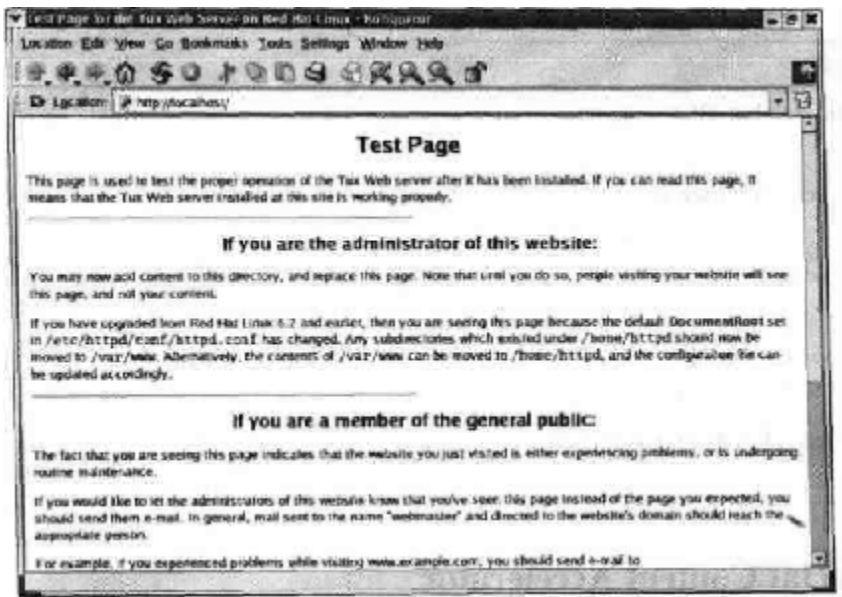 Test Page for the Tux Web Server on Red Hat Linux - Konqueror
Location Edit View Go Bookmarks Tools Settings Window Help
Location: http://localhost/
Test Page
This page is used to test the proper operation of the Tux Web server after it has been installed. If you can read this page, it
means that the Tux Web server installed at this site is working properly.
If you are the administrator of this website:
You may now add content to this directory, and replace this page. Note that until you do so, people visiting your website will see
this page, and not your content.
If you have upgraded from Red Hat Linux 6.2 and earlier, then you are seeing this page because the default DocumentRoot set
in /etc/httpd/conf/httpd.conf has changed. Any subdirectories which existed under /home/httpd should now be
moved to /var/www. Alternatively, the contents of /var/www can be moved to /home/httpd, and the configuration file can
be updated accordingly.
If you are a member of the general public:
The fact that you are seeing this page indicates that the website you just visited is either experiencing problems, or is undergoing
routine maintenance.
If you would like to let the administrators of this website know that you've seen this page instead of the page you expected, you
should send them e-mail. In general, mail sent to the name "webmaster" and directed to the website's domain should reach the
appropriate person.
For example, if you experienced problems while visiting www.example.com, you should send e-mail to